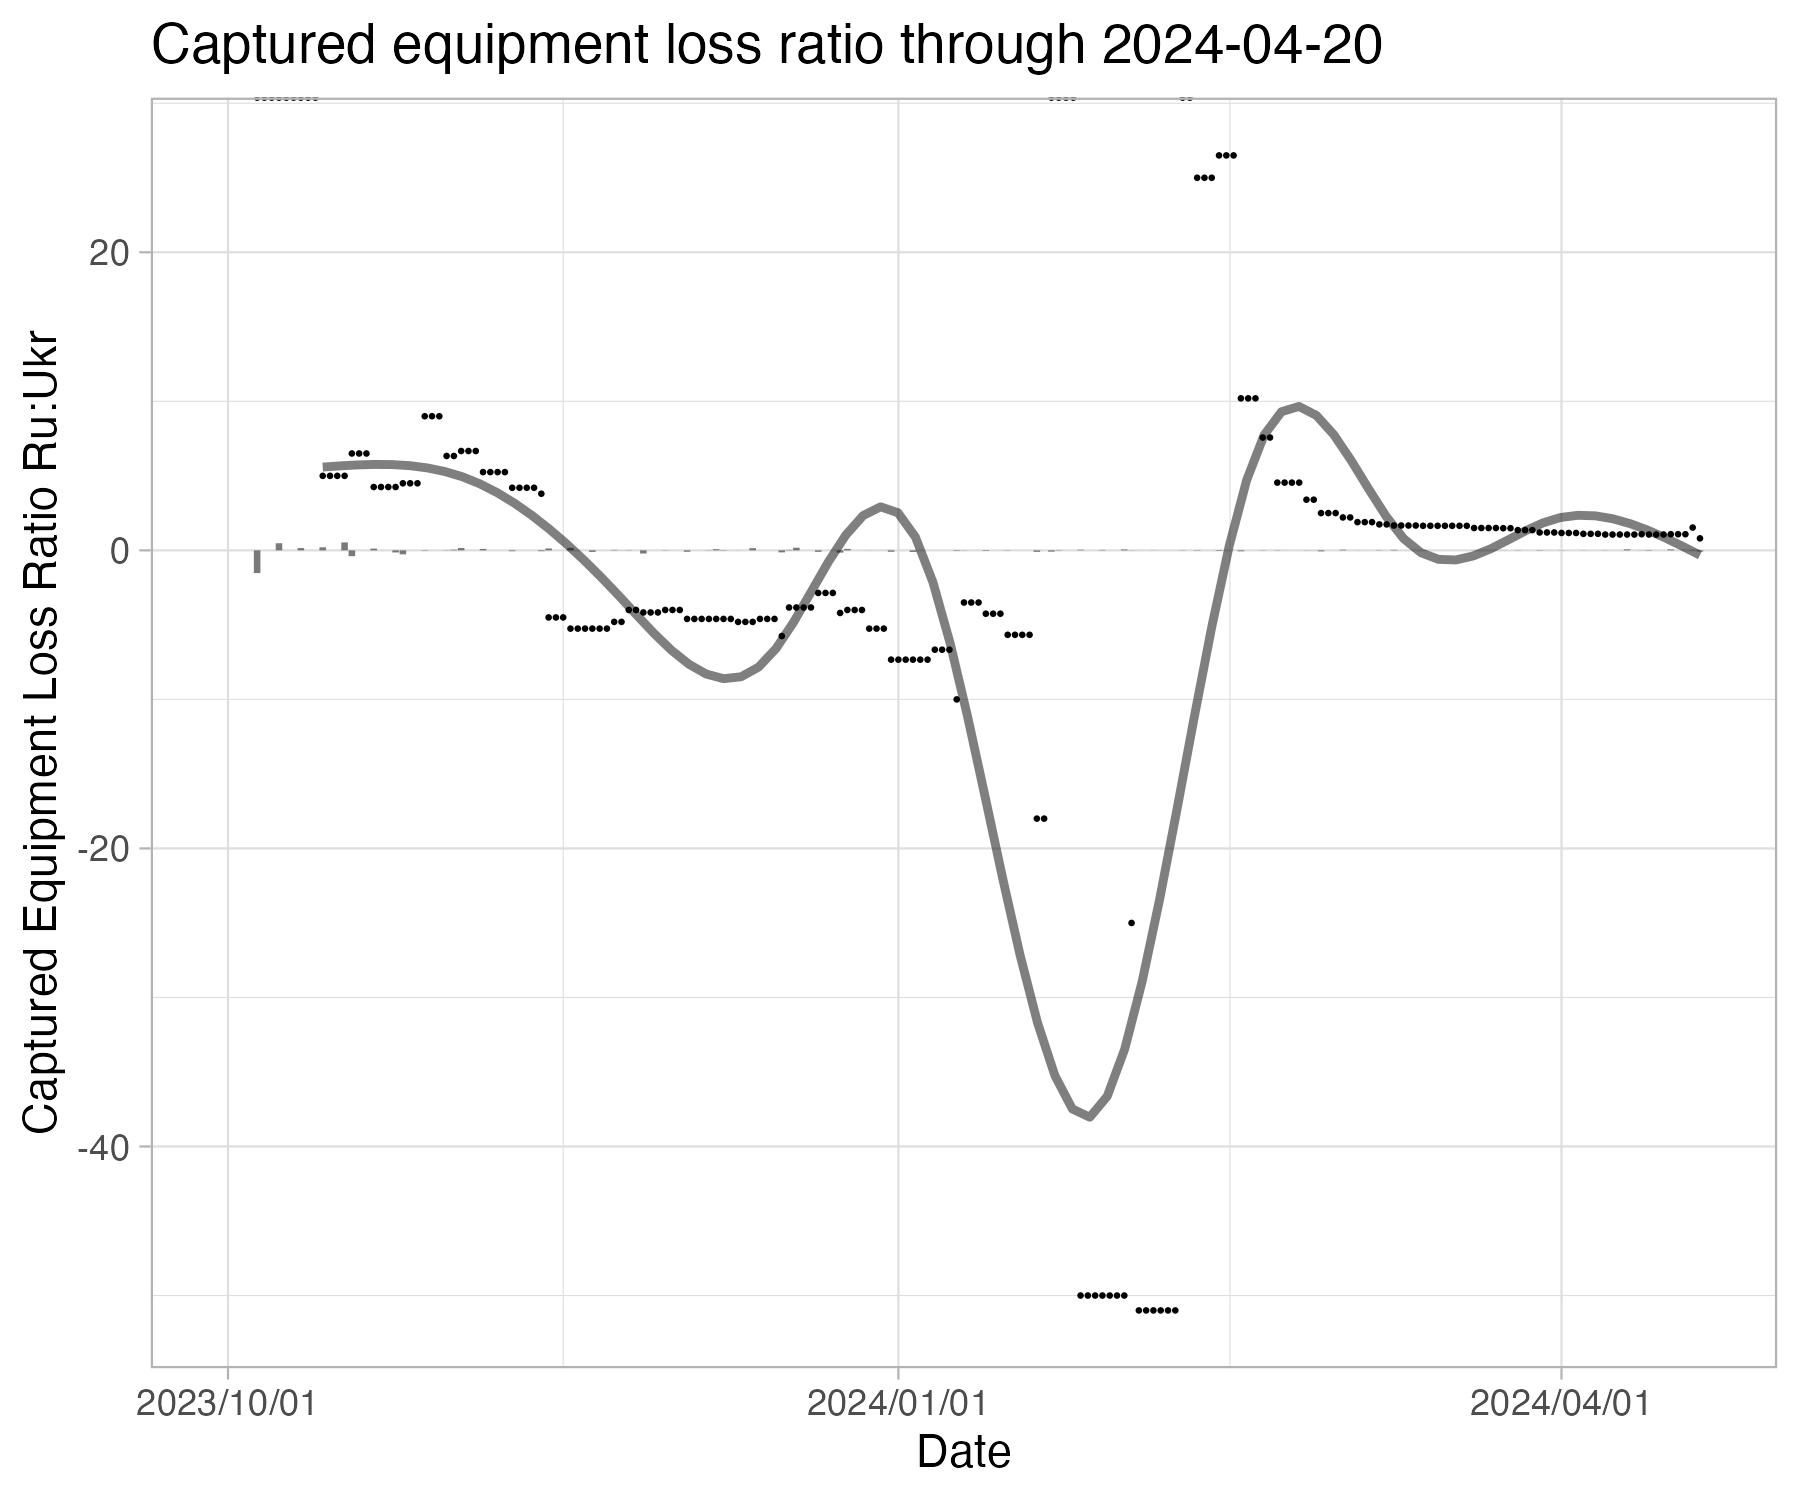 Captured equipment loss ratio through 2024-04-20
Captured Equipment Loss Ratio Ru:Ukr
20
0
-20
-40
2023/10/01
2024/01/01
2024/04/01
Date